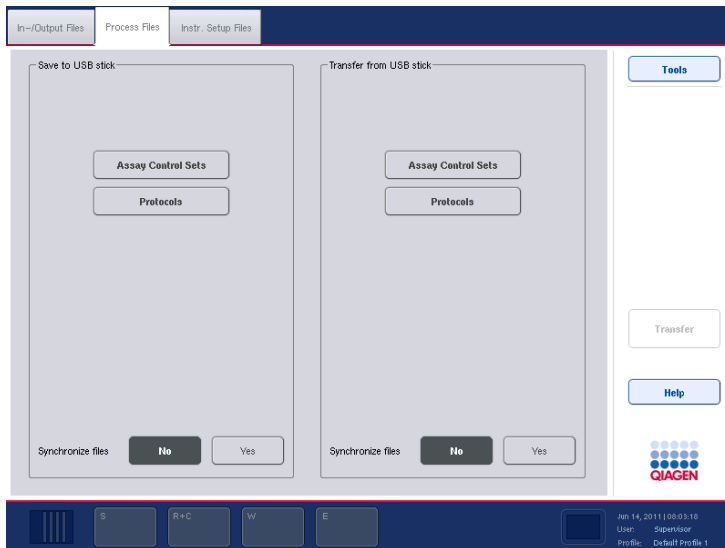 In-/Output Files
Process Files
Instr. Setup Files
Save to USB stick
Assay Control Sets
Protocols
Synchronize files
No
Yes
Transfer from USB stick
Assay Control Sets
Protocols
Synchronize files
No
Yes
Tools
Transfer
Help
QIAGEN
S
R+C
W
E
Jun 14, 2011 | 08:03:18
User: Supervisor
Profile: Default Profile 1